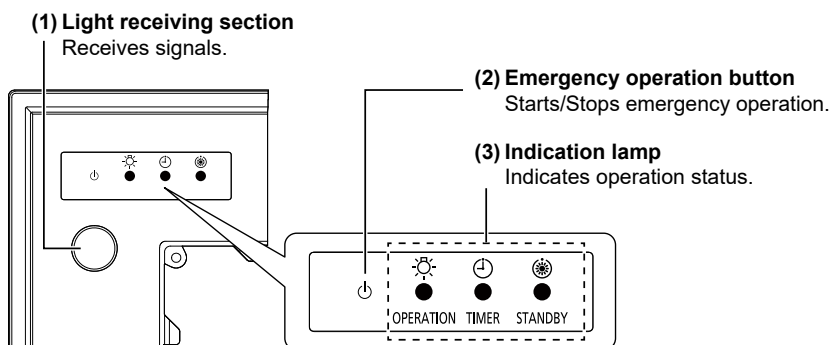 (1) Light receiving section
Receives signals.
(2) Emergency operation button
Starts/Stops emergency operation.
(3) Indication lamp
Indicates operation status.
OPERATION TIMER STANDBY